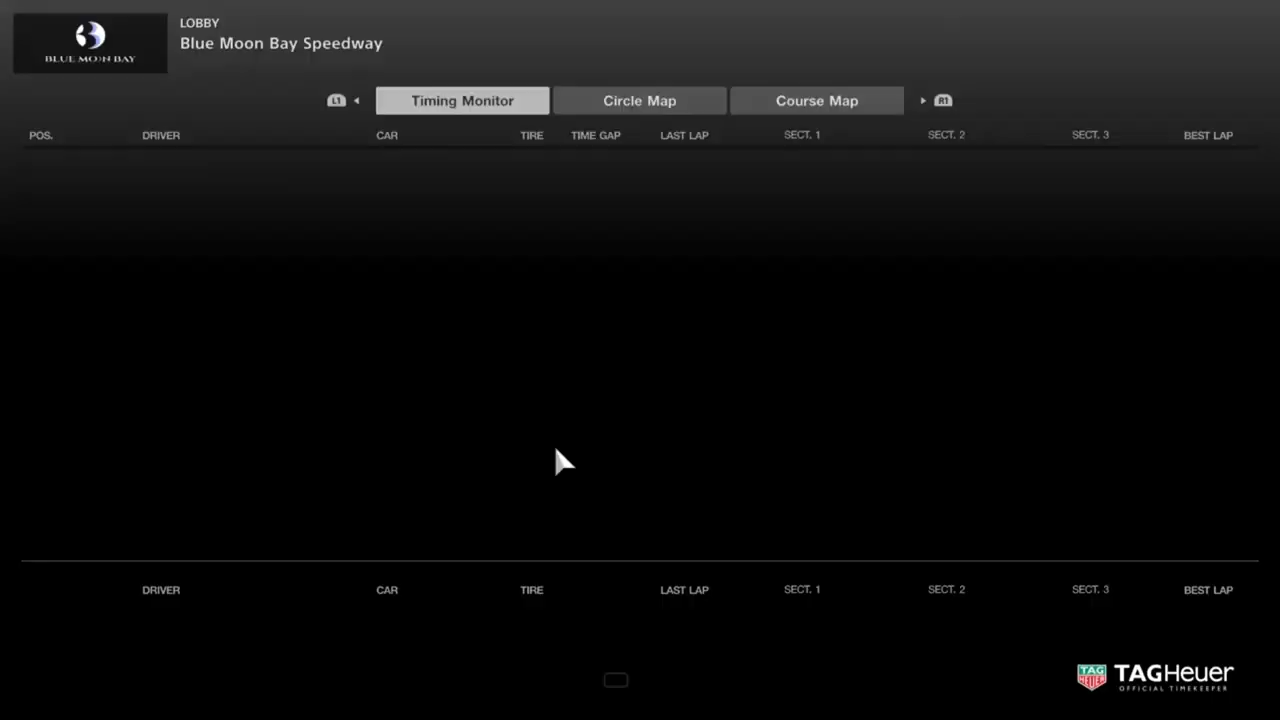 BLUE MOON BAY
LOBBY
Blue Moon Bay Speedway
L1 Timing Monitor Circle Map Course Map R1
POS. DRIVER CAR TIRE TIME GAP LAST LAP SECT. 1 SECT. 2 SECT. 3 BEST LAP
DRIVER CAR TIRE LAST LAP SECT. 1 SECT. 2 SECT. 3 BEST LAP
TAG HEUER TAGHeuer
OFFICIAL TIMEKEEPER